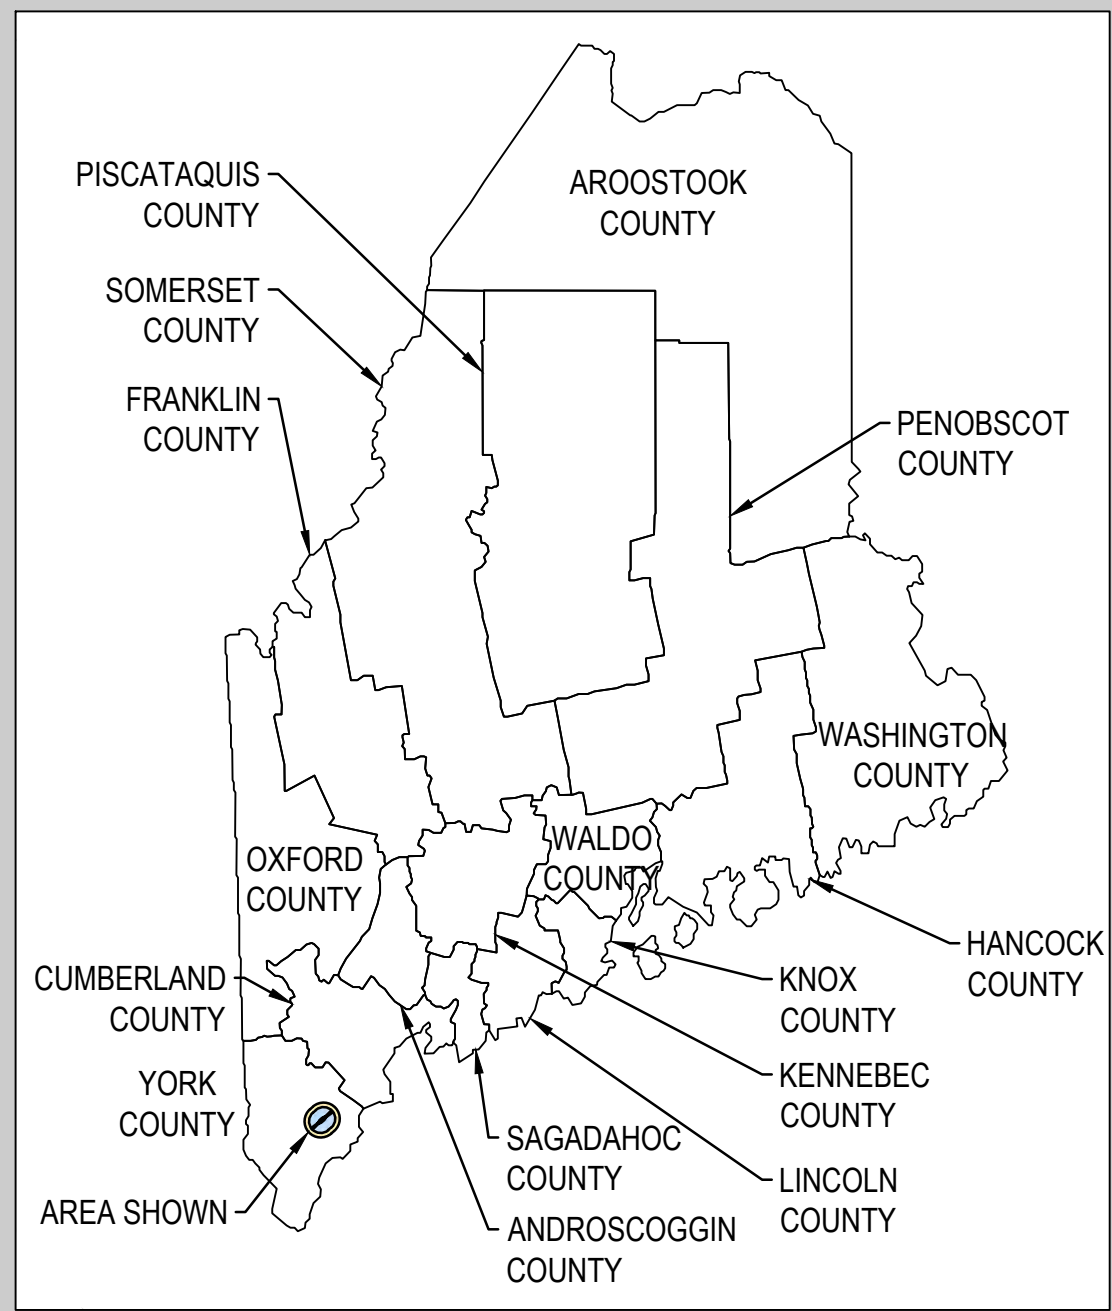 AROOSTOOK
COUNTY
PISCATAQUIS
COUNTY
SOMERSET
COUNTY
FRANKLIN
COUNTY
PENOBSCOT
COUNTY
WASHINGTON
COUNTY
WALDO
COUNTY
OXFORD
COUNTY
HANCOCK
COUNTY
CUMBERLAND
COUNTY
KNOX
COUNTY
KENNEBEC
COUNTY
YORK
COUNTY
SAGADAHOC
COUNTY
LINCOLN
COUNTY
AREA SHOWN
ANDROSCOGGIN
COUNTY